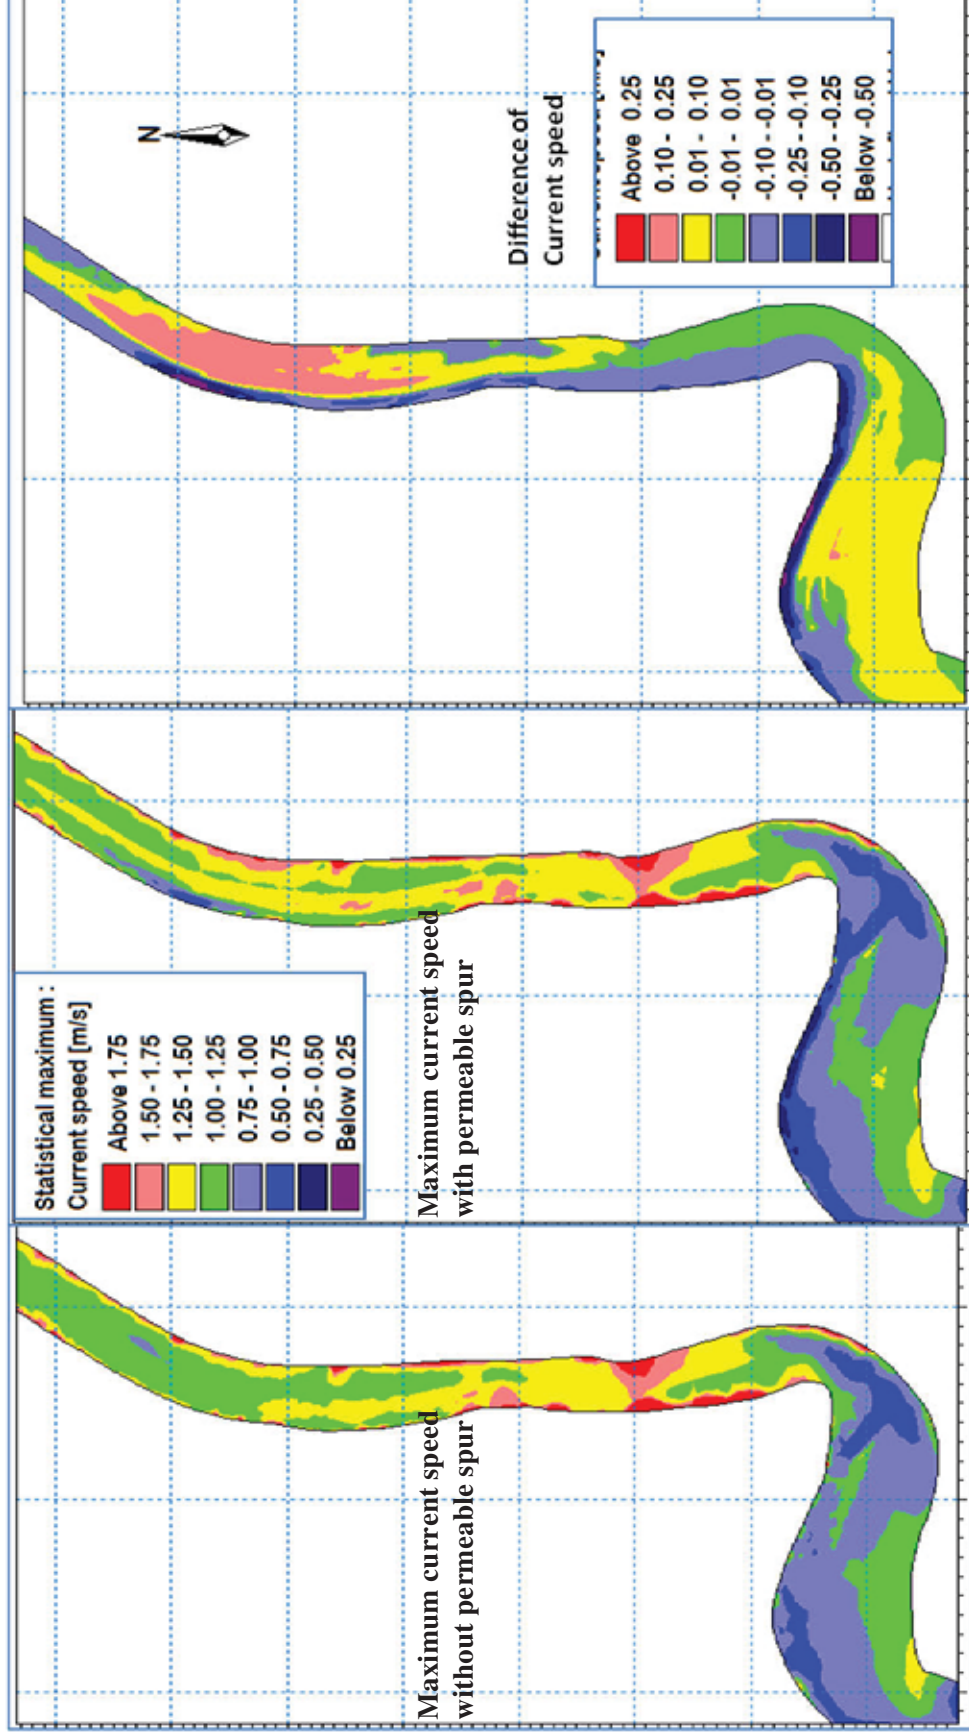 Maximum current speed
without permeable spur
Statistical maximum :
Current speed [m/s]
Above 1.75
1.50 - 1.75
1.25 - 1.50
1.00 - 1.25
0.75 - 1.00
0.50 - 0.75
0.25 - 0.50
Below 0.25
Maximum current speed
with permeable spur
N
Difference of
Current speed
Above 0.25
0.10 - 0.25
0.01 - 0.10
-0.01 - 0.01
-0.10 - -0.01
-0.25 - -0.10
-0.50 - -0.25
Below -0.50